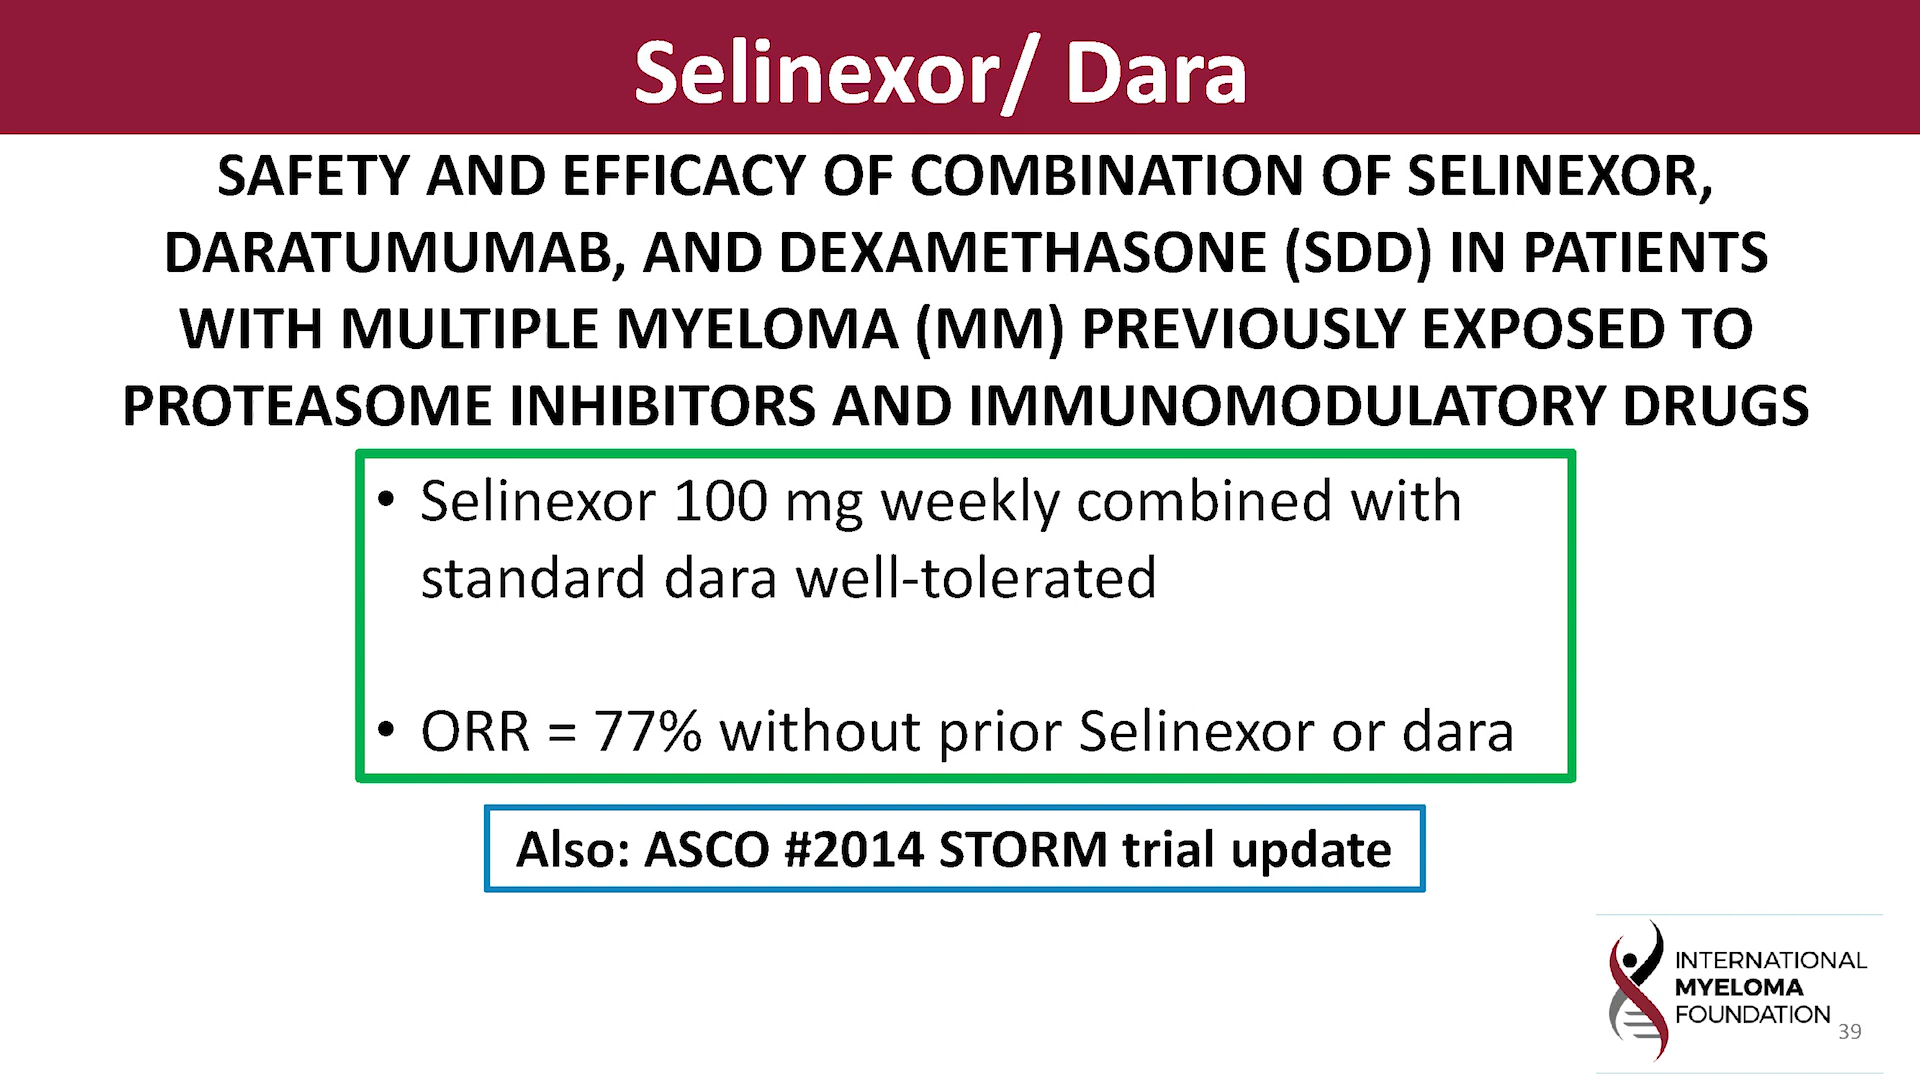 Selinexor/ Dara
SAFETY AND EFFICACY OF COMBINATION OF SELINEXOR,
DARATUMUMAB, AND DEXAMETHASONE (SDD) IN PATIENTS
WITH MULTIPLE MYELOMA (MM) PREVIOUSLY EXPOSED TO
PROTEASOME INHIBITORS AND IMMUNOMODULATORY DRUGS
• Selinexor 100 mg weekly combined with
standard dara well-tolerated
• ORR = 77% without prior Selinexor or dara
Also: ASCO #2014 STORM trial update
INTERNATIONAL
MYELOMA
FOUNDATION
39